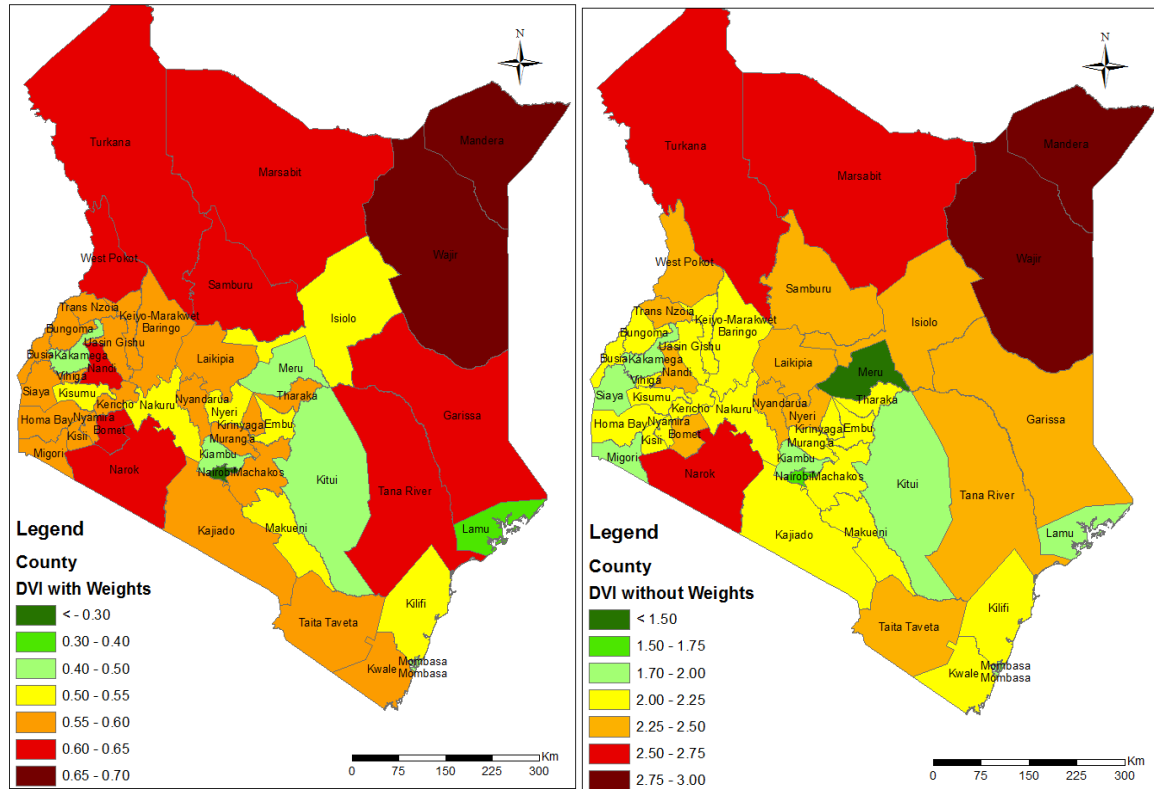 N
Turkana
Mandera
Marsabit
Wajir
West Pokot
Samburu
Isiolo
Trans Nzoia
Keiyo-Marakwet
Bungoma
Baringo
Uasin Gishu
Busia
Kakamega
Laikipia
Nandi
Meru
Vihiga
Siaya
Kisumu
Tharaka
Kericho
Nakuru
Nyandarua
Garissa
Homa Bay
Nyamira
Nyeri
Embu
Kirinyaga
Kisii
Bomet
Murang'a
Migori
Kiambu
Narok
Nairobi
Machakos
Kitui
Tana River
Kajiado
Makueni
Lamu
Kilifi
Taita Taveta
Mombasa
Kwale
Mombasa
Legend
County
DVI with Weights
< - 0.30
0.30 - 0.40
0.40 - 0.50
0.50 - 0.55
0.55 - 0.60
0.60 - 0.65
0.65 - 0.70
Km
0 75 150 225 300
N
Turkana
Mandera
Marsabit
Wajir
West Pokot
Samburu
Isiolo
Trans Nzoia
Keiyo-Marakwet
Bungoma
Baringo
Uasin Gishu
Busia
Kakamega
Laikipia
Nandi
Meru
Vihiga
Siaya
Kisumu
Tharaka
Kericho
Nakuru
Nyandarua
Garissa
Homa Bay
Nyamira
Nyeri
Embu
Kirinyaga
Kisii
Bomet
Murang'a
Migori
Kiambu
Narok
Nairobi
Machakos
Kitui
Tana River
Kajiado
Makueni
Lamu
Kilifi
Taita Taveta
Mombasa
Kwale
Mombasa
Legend
County
DVI without Weights
< 1.50
1.50 - 1.75
1.70 - 2.00
2.00 - 2.25
2.25 - 2.50
2.50 - 2.75
2.75 - 3.00
Km
0 75 150 225 300